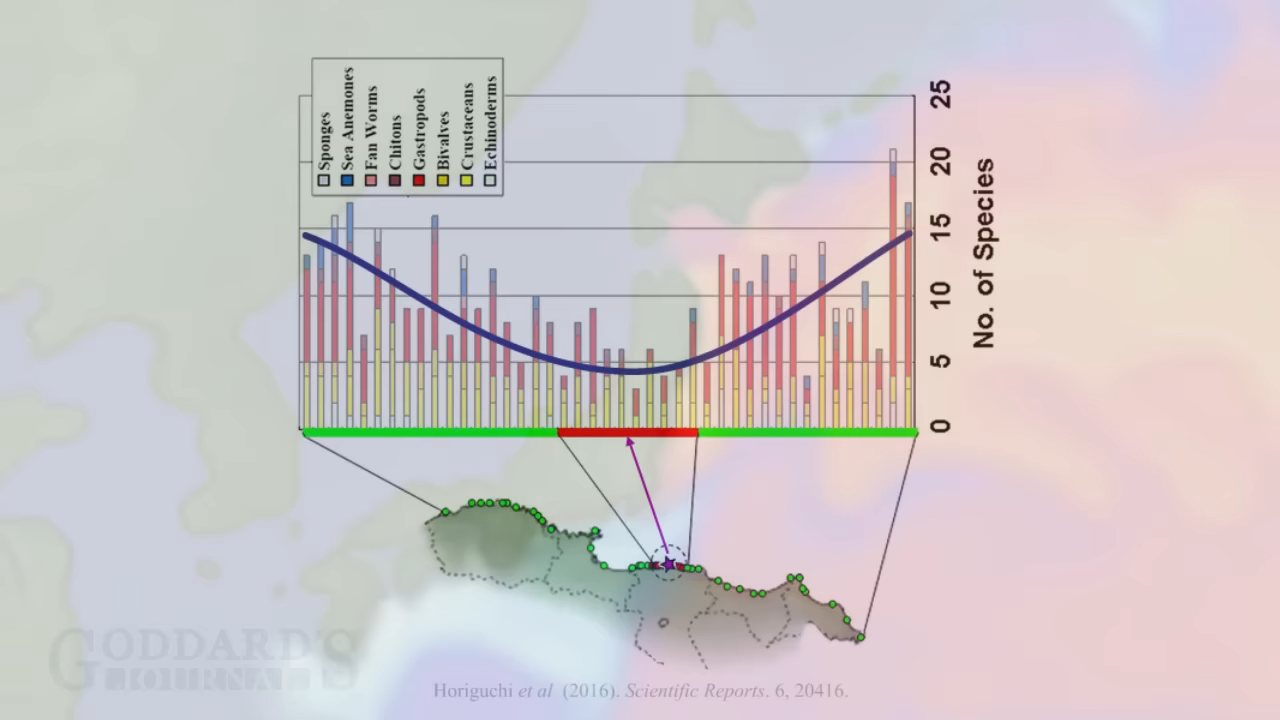 Sponges
Sea Anemones
Fan Worms
Chitons
Gastropods
Bivalves
Crustaceans
Echinoderms
0
5
10
15
20
25
No. of Species
GODDARD'S
JOURNAL
Horiguchi et al (2016). Scientific Reports. 6, 20416.